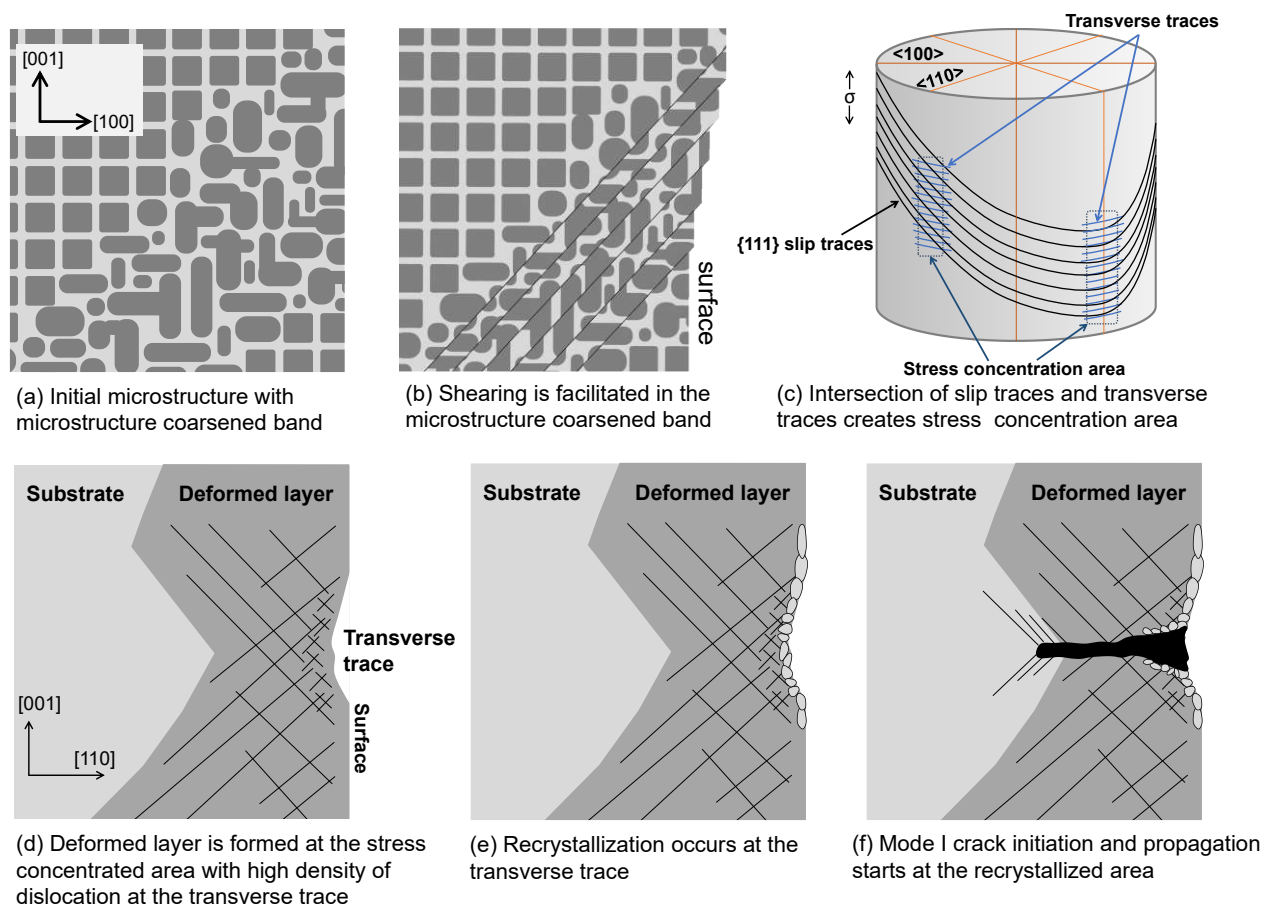 [001]
[100]
(a) Initial microstructure with
microstructure coarsened band
surface
(b) Shearing is facilitated in the
microstructure coarsened band
Transverse traces
<100>
<110>
σ
{111} slip traces
Stress concentration area
(c) Intersection of slip traces and transverse
traces creates stress  concentration area
Substrate
Deformed layer
Transverse
trace
Surface
[001]
[110]
(d) Deformed layer is formed at the stress
concentrated area with high density of
dislocation at the transverse trace
Substrate
Deformed layer
(e) Recrystallization occurs at the
transverse trace
Substrate
Deformed layer
(f) Mode I crack initiation and propagation
starts at the recrystallized area